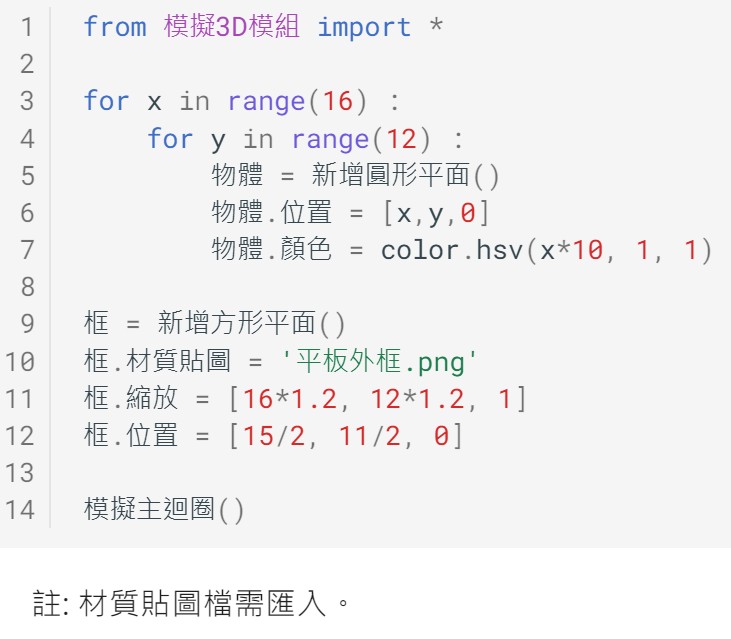 1 from 模擬3D模組 import *
2
3 for x in range(16) :
4     for y in range(12) :
5         物體 = 新增圓形平面()
6         物體.位置 = [x,y,0]
7         物體.顏色 = color.hsv(x*10, 1, 1)
8
9 框 = 新增方形平面()
10 框.材質貼圖 = '平板外框.png'
11 框.縮放 = [16*1.2, 12*1.2, 1]
12 框.位置 = [15/2, 11/2, 0]
13
14 模擬主迴圈()
註: 材質貼圖檔需匯入。